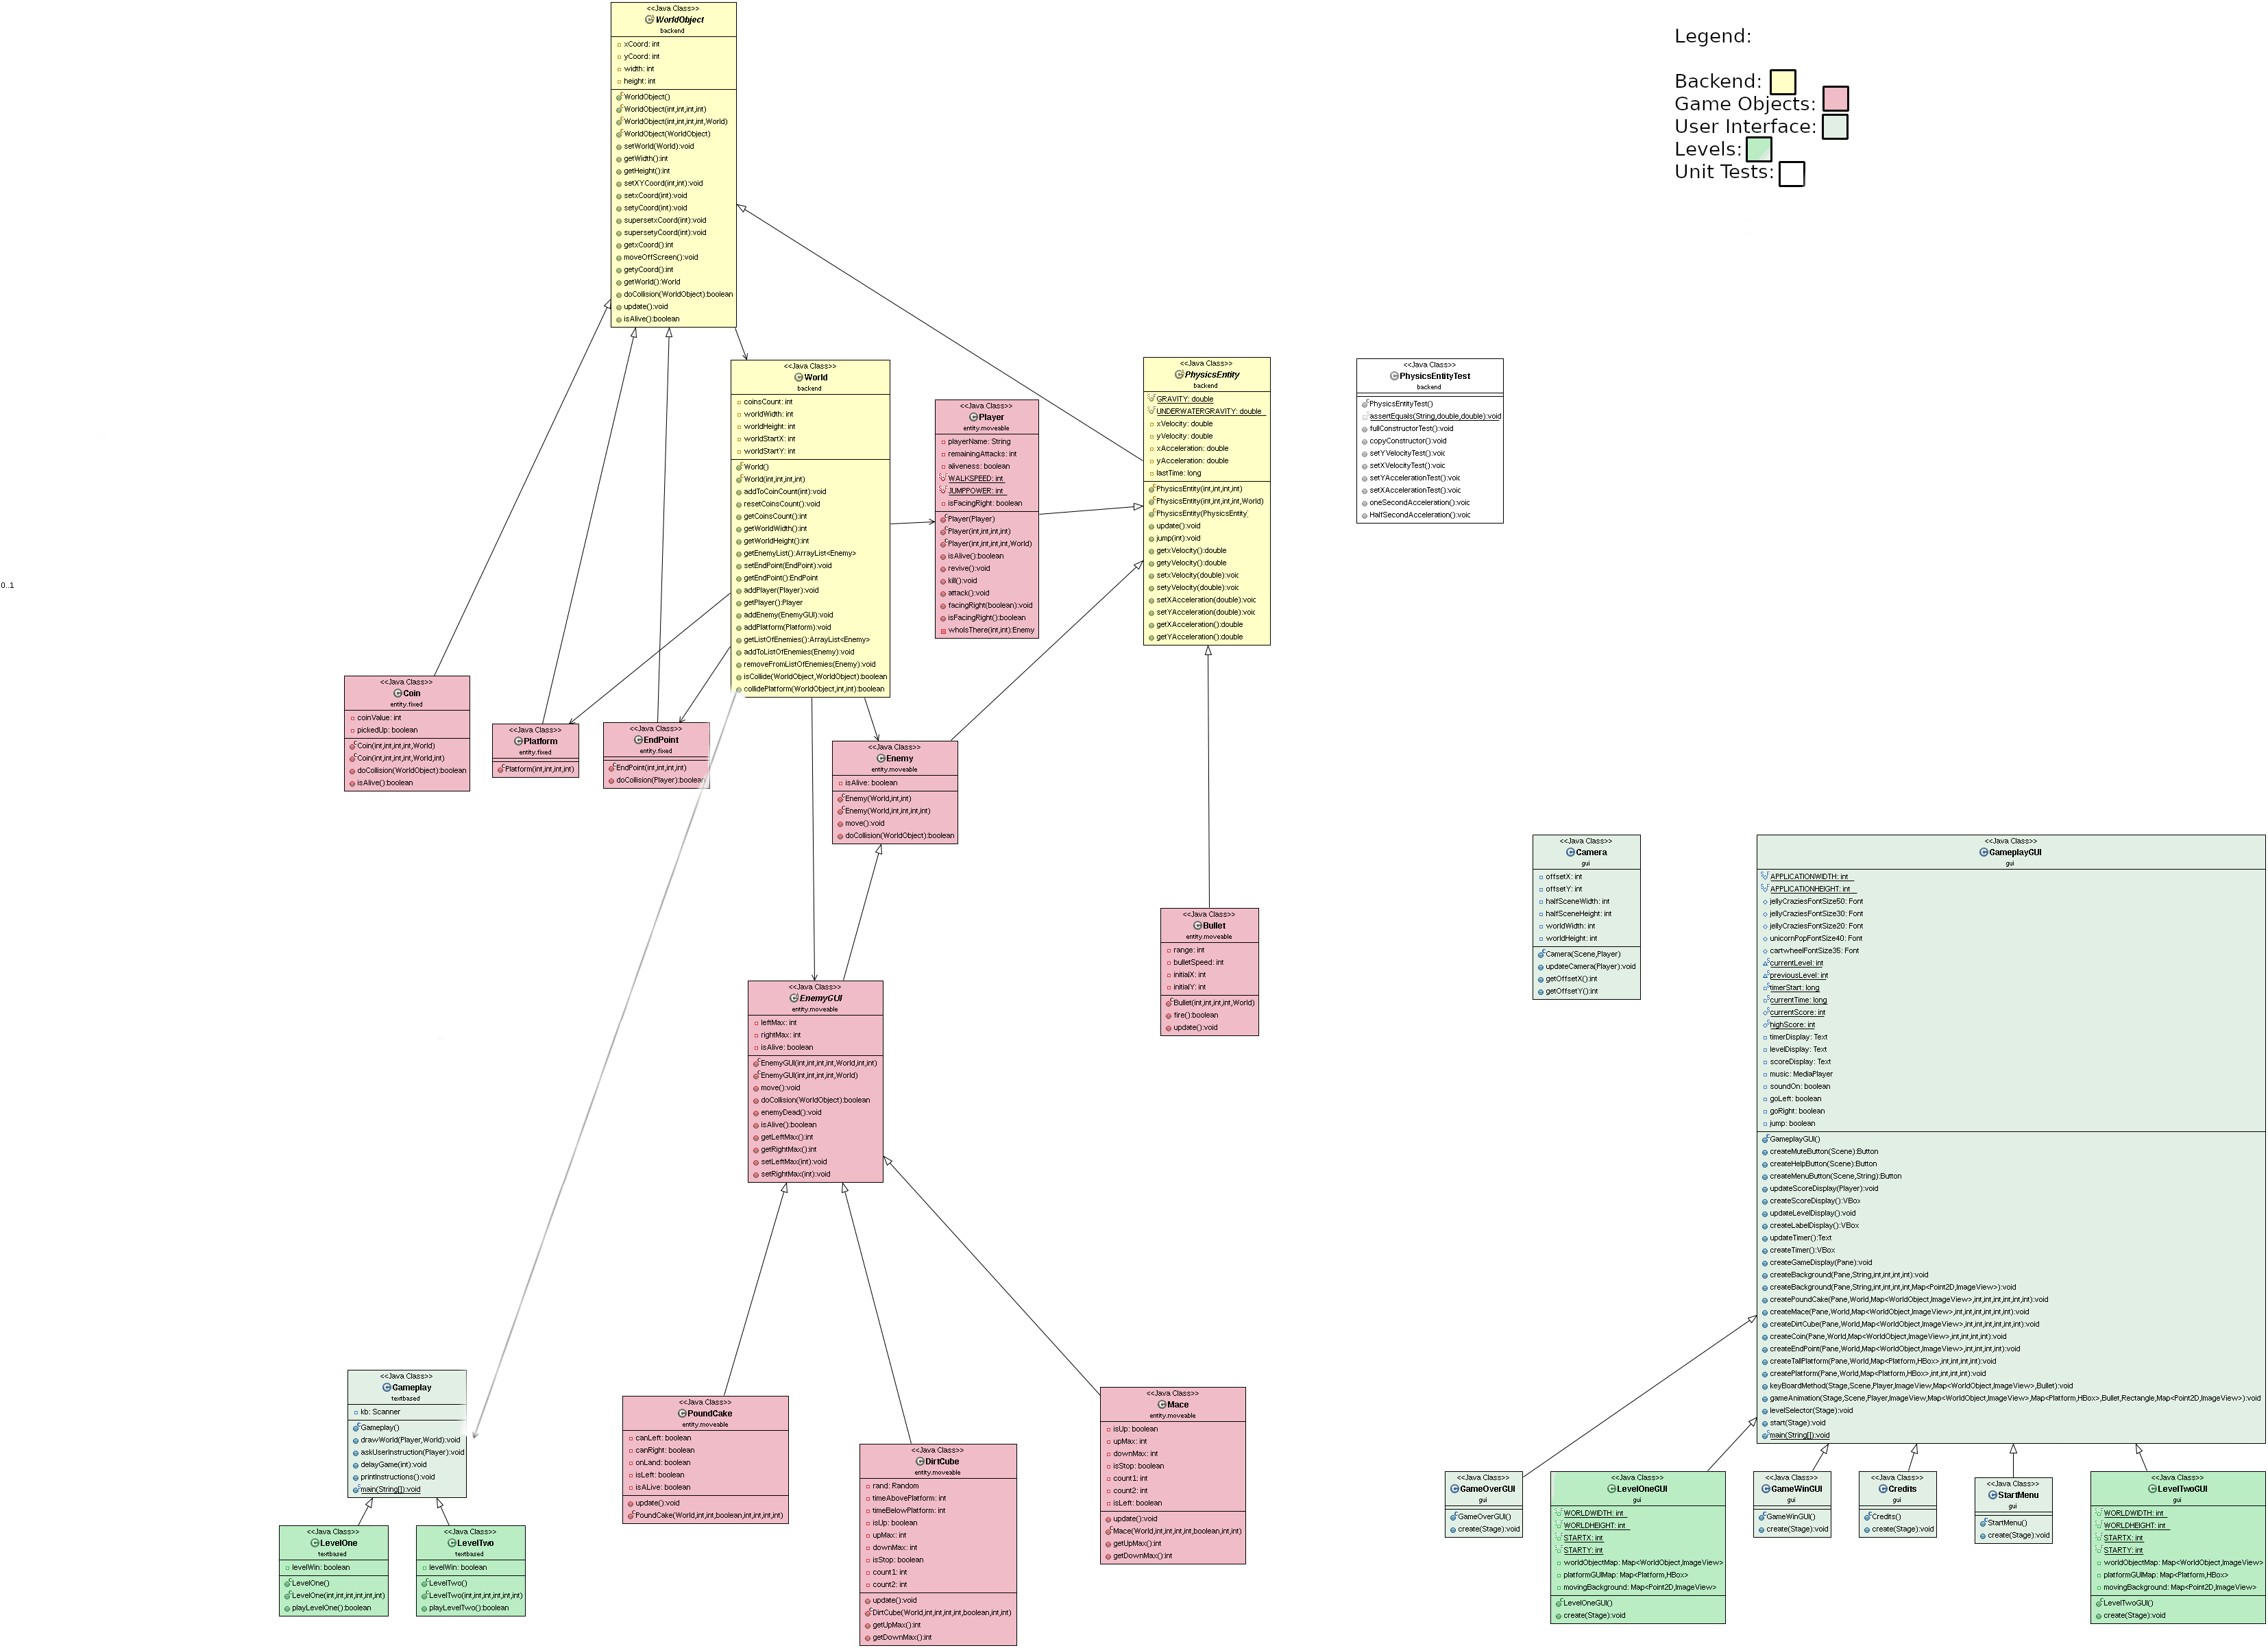 Legend:
Backend:
Game Objects:
User Interface:
Levels:
Unit Tests:
0..1
<<Java Class>>
WorldObject
backend
xCoord: int
yCoord: int
width: int
height: int
WorldObject()
WorldObject(int,int,int,int)
WorldObject(int,int,int,int,World)
WorldObject(WorldObject)
setWorld(World):void
getWidth():int
getHeight():int
setXYCoord(int,int):void
setxCoord(int):void
setyCoord(int):void
supersetxCoord(int):void
supersetyCoord(int):void
getxCoord():int
moveOffScreen():void
getyCoord():int
getWorld():World
doCollision(WorldObject):boolean
update():void
isAlive():boolean
<<Java Class>>
World
backend
coinsCount: int
worldWidth: int
worldHeight: int
worldStartX: int
worldStartY: int
World()
World(int,int,int,int)
addToCoinCount(int):void
resetCoinsCount():void
getCoinsCount():int
getWorldWidth():int
getWorldHeight():int
getEnemyList():ArrayList<Enemy>
setEndPoint(EndPoint):void
getEndPoint():EndPoint
addPlayer(Player):void
getPlayer():Player
addEnemy(EnemyGUI):void
addPlatform(Platform):void
getListOfEnemies():ArrayList<Enemy>
addToListOfEnemies(Enemy):void
removeFromListOfEnemies(Enemy):void
isCollide(WorldObject,WorldObject):boolean
collidePlatform(WorldObject,int,int):boolean
<<Java Class>>
Player
entity.moveable
playerName: String
remainingAttacks: int
aliveness: boolean
WALKSPEED: int
JUMPPOWER: int
isFacingRight: boolean
Player(Player)
Player(int,int,int,int)
Player(int,int,int,int,World)
isAlive():boolean
revive():void
kill():void
attack():void
facingRight(boolean):void
isFacingRight():boolean
whoIsThere(int,int):Enemy
<<Java Class>>
PhysicsEntity
backend
GRAVITY: double
UNDERWATERGRAVITY: double
xVelocity: double
yVelocity: double
xAcceleration: double
yAcceleration: double
lastTime: long
PhysicsEntity(int,int,int,int)
PhysicsEntity(int,int,int,int,World)
PhysicsEntity(PhysicsEntity
update():void
jump(int):void
getxVelocity():double
getyVelocity():double
setxVelocity(double):voic
setyVelocity(double):voic
setXAcceleration(double):voic
setYAcceleration(double):voic
getXAcceleration():double
getYAcceleration():double
<<Java Class>>
PhysicsEntityTest
backend
PhysicsEntityTest()
assertEquals(String,double,double):void
fullConstructorTest():void
copyConstructor():void
setYVelocityTest():voic
setXVelocityTest():voic
setYAccelerationTest():voic
setXAccelerationTest():voic
oneSecondAcceleration():voic
HalfSecondAcceleration():voic
<<Java Class>>
Coin
entity.fixed
coinValue: int
pickedUp: boolean
Coin(int,int,int,int,World)
Coin(int,int,int,int,World,int)
doCollision(WorldObject):boolean
isAlive():boolean
<<Java Class>>
Platform
entity.fixed
Platform(int,int,int,int)
<<Java Class>>
EndPoint
entity.fixed
EndPoint(int,int,int,int)
doCollision(Player):boolean
<<Java Class>>
Enemy
entity.moveable
isAlive: boolean
Enemy(World,int,int)
Enemy(World,int,int,int,int)
move():void
doCollision(WorldObject):boolean
<<Java Class>>
Bullet
entity.moveable
range: int
bulletSpeed: int
initialX: int
initialY: int
Bullet(int,int,int,int,World)
fire():boolean
update():void
<<Java Class>>
EnemyGUI
entity.moveable
leftMax: int
rightMax: int
isAlive: boolean
EnemyGUI(int,int,int,int,World,int,int)
EnemyGUI(int,int,int,int,World)
move():void
doCollision(WorldObject):boolean
enemyDead():void
isAlive():boolean
getLeftMax():int
getRightMax():int
setLeftMax(int):void
setRightMax(int):void
<<Java Class>>
Camera
gui
offsetX: int
offsetY: int
halfSceneWidth: int
halfSceneHeight: int
worldWidth: int
worldHeight: int
Camera(Scene,Player)
updateCamera(Player):void
getOffsetX():int
getOffsetY():int
<<Java Class>>
GameplayGUI
gui
APPLICATIONWIDTH: int
APPLICATIONHEIGHT: int
jellyCraziesFontSize50: Font
jellyCraziesFontSize30: Font
jellyCraziesFontSize20: Font
unicornPopFontSize40: Font
cartwheelFontSize35: Font
currentLevel: int
previousLevel: int
timerStart: long
currentTime: long
currentScore: int
highScore: int
timerDisplay: Text
levelDisplay: Text
scoreDisplay: Text
music: MediaPlayer
soundOn: boolean
goLeft: boolean
goRight: boolean
jump: boolean
GameplayGUI()
createMuteButton(Scene):Button
createHelpButton(Scene):Button
createMenuButton(Scene,String):Button
updateScoreDisplay(Player):void
createScoreDisplay():VBox
updateLevelDisplay():void
createLabelDisplay():VBox
updateTimer():Text
createTimer():VBox
createGameDisplay(Pane):void
createBackground(Pane,String,int,int,int,int):void
createBackground(Pane,String,int,int,int,int,Map<Point2D,ImageView>):void
createPoundCake(Pane,World,Map<WorldObject,ImageView>,int,int,int,int,int,int):void
createMace(Pane,World,Map<WorldObject,ImageView>,int,int,int,int,int,int):void
createDirtCube(Pane,World,Map<WorldObject,ImageView>,int,int,int,int,int,int):void
createCoin(Pane,World,Map<WorldObject,ImageView>,int,int,int,int):void
createEndPoint(Pane,World,Map<WorldObject,ImageView>,int,int,int,int):void
createTallPlatform(Pane,World,Map<Platform,HBox>,int,int,int,int):void
createPlatform(Pane,World,Map<Platform,HBox>,int,int,int,int):void
keyBoardMethod(Stage,Scene,Player,ImageView,Map<WorldObject,ImageView>,Bullet):void
gameAnimation(Stage,Scene,Player,ImageView,Map<WorldObject,ImageView>,Map<Platform,HBox>,Bullet,Rectangle,Map<Point2D,ImageView>):void
levelSelector(Stage):void
start(Stage):void
main(String[]):void
<<Java Class>>
Gameplay
textbased
kb: Scanner
Gameplay()
drawWorld(Player,World):void
askUserInstruction(Player):void
delayGame(int):void
printInstructions():void
main(String[]):void
<<Java Class>>
LevelOne
textbased
levelWin: boolean
LevelOne()
LevelOne(int,int,int,int,int,int)
playLevelOne():boolean
<<Java Class>>
LevelTwo
textbased
levelWin: boolean
LevelTwo()
LevelTwo(int,int,int,int,int,int)
playLevelTwo():boolean
<<Java Class>>
PoundCake
entity.moveable
canLeft: boolean
canRight: boolean
onLand: boolean
isLeft: boolean
isALive: boolean
update():void
PoundCake(World,int,int,boolean,int,int,int,int)
<<Java Class>>
DirtCube
entity.moveable
rand: Random
timeAbovePlatform: int
timeBelowPlatform: int
isUp: boolean
upMax: int
downMax: int
isStop: boolean
count1: int
count2: int
update():void
DirtCube(World,int,int,int,int,boolean,int,int)
getUpMax():int
getDownMax():int
<<Java Class>>
Mace
entity.moveable
isUp: boolean
upMax: int
downMax: int
isStop: boolean
count1: int
count2: int
isLeft: boolean
update():void
Mace(World,int,int,int,int,boolean,int,int)
getUpMax():int
getDownMax():int
<<Java Class>>
GameOverGUI
gui
GameOverGUI()
create(Stage):void
<<Java Class>>
LevelOneGUI
gui
WORLDWIDTH: int
WORLDHEIGHT: int
STARTX: int
STARTY: int
worldObjectMap: Map<WorldObject,ImageView>
platformGUIMap: Map<Platform,HBox>
movingBackground: Map<Point2D,ImageView>
LevelOneGUI()
create(Stage):void
<<Java Class>>
GameWinGUI
gui
GameWinGUI()
create(Stage):void
<<Java Class>>
Credits
gui
Credits()
create(Stage):void
<<Java Class>>
StartMenu
gui
StartMenu()
create(Stage):void
<<Java Class>>
LevelTwoGUI
gui
WORLDWIDTH: int
WORLDHEIGHT: int
STARTX: int
STARTY: int
worldObjectMap: Map<WorldObject,ImageView>
platformGUIMap: Map<Platform,HBox>
movingBackground: Map<Point2D,ImageView>
LevelTwoGUI()
create(Stage):void